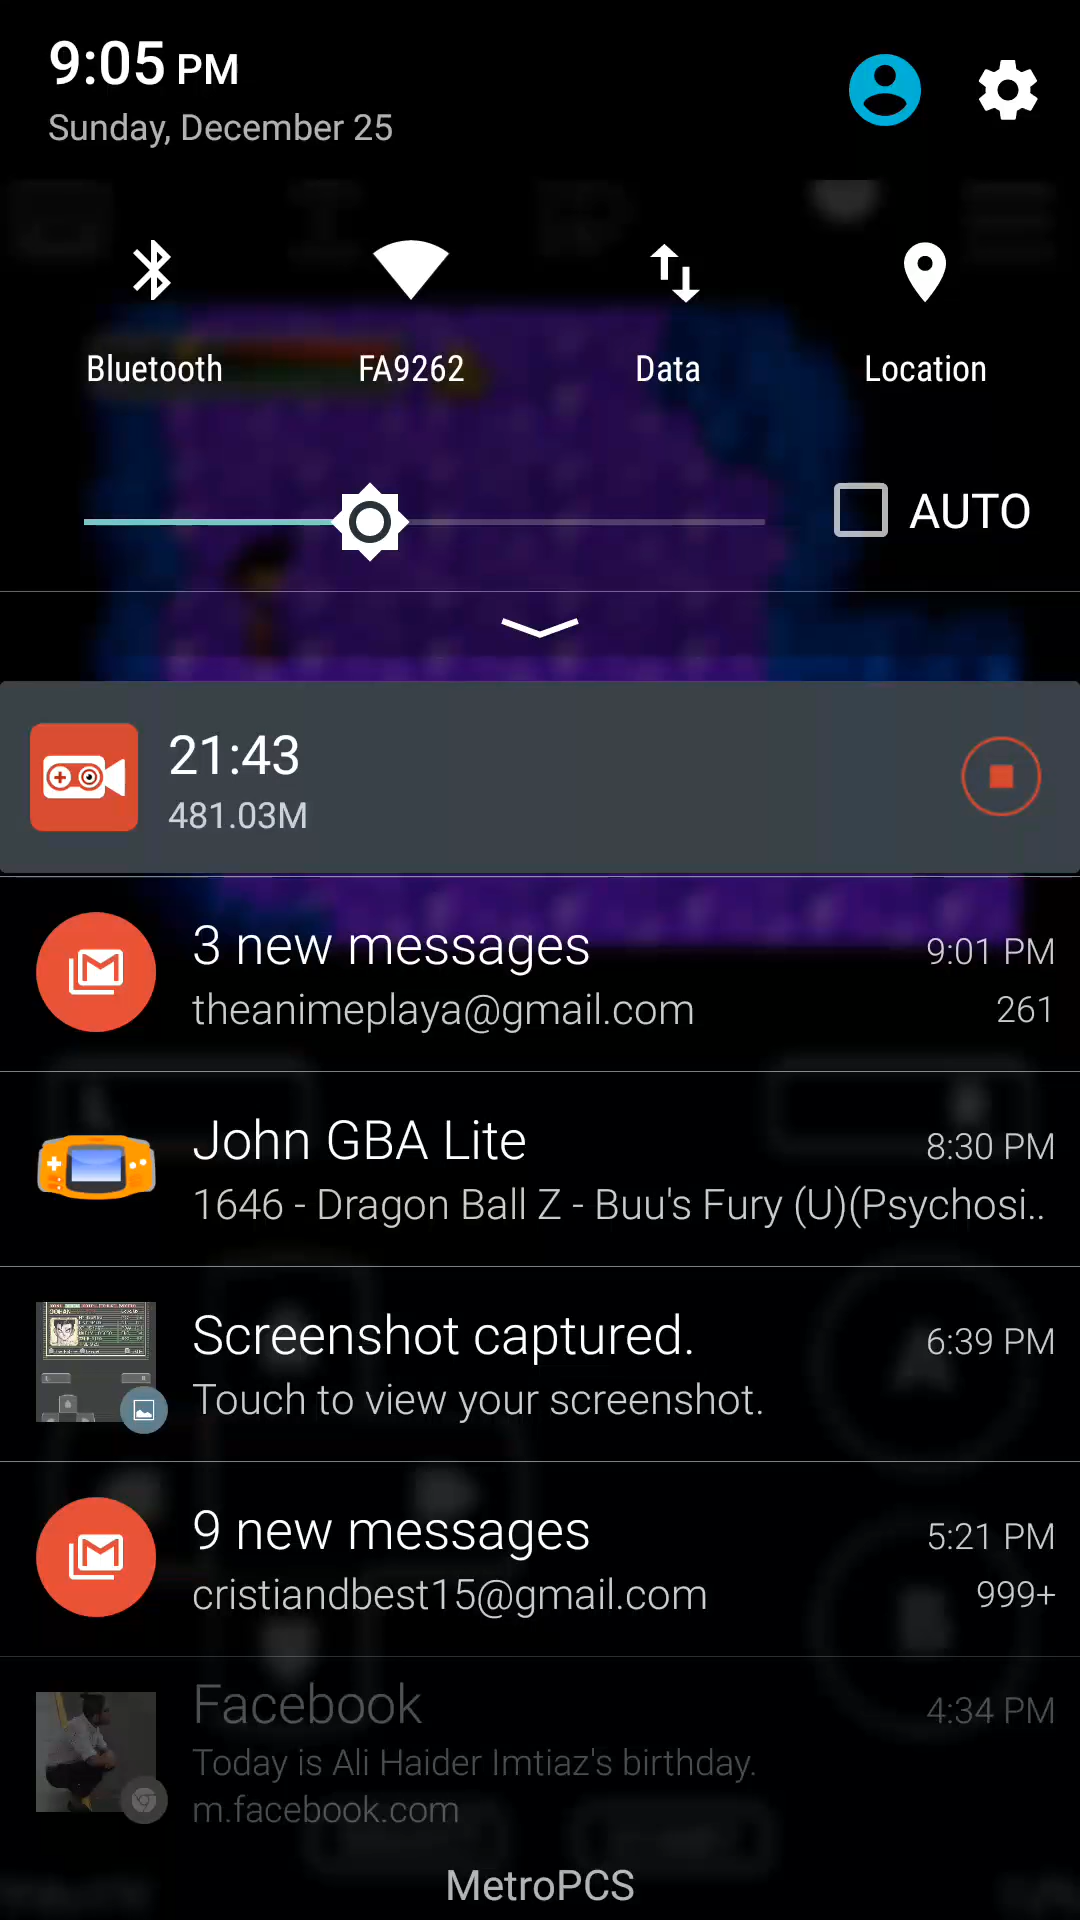 9:05 PM
Sunday, December 25
Bluetooth
FA9262
Data
Location
AUTO
21:43
481.03M
3 new messages
9:01 PM
theanimeplaya@gmail.com
261
John GBA Lite
8:30 PM
1646 - Dragon Ball Z - Buu's Fury (U)(Psychosi..
Screenshot captured.
6:39 PM
Touch to view your screenshot.
9 new messages
5:21 PM
cristiandbest15@gmail.com
999+
Facebook
4:34 PM
Today is Ali Haider Imtiaz's birthday.
m.facebook.com
MetroPCS